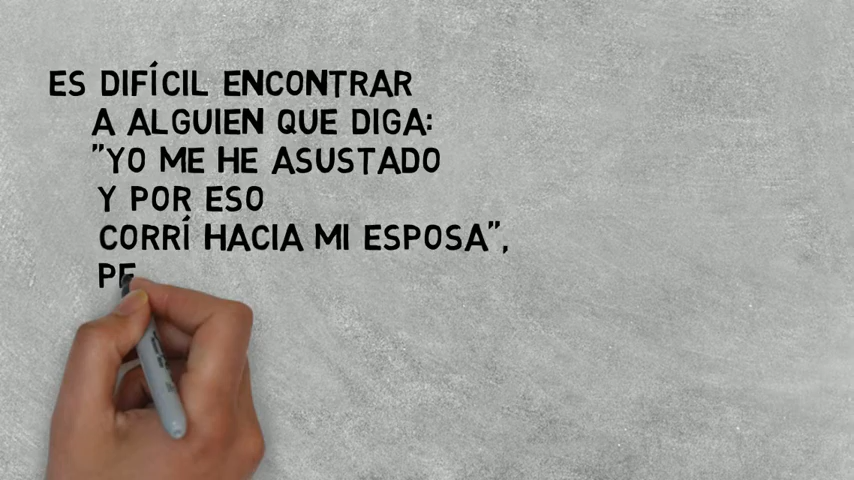 ES DIFÍCIL ENCONTRAR
A ALGUIEN QUE DIGA:
"YO ME HE ASUSTADO
Y POR ESO
CORRÍ HACIA MI ESPOSA",
PE